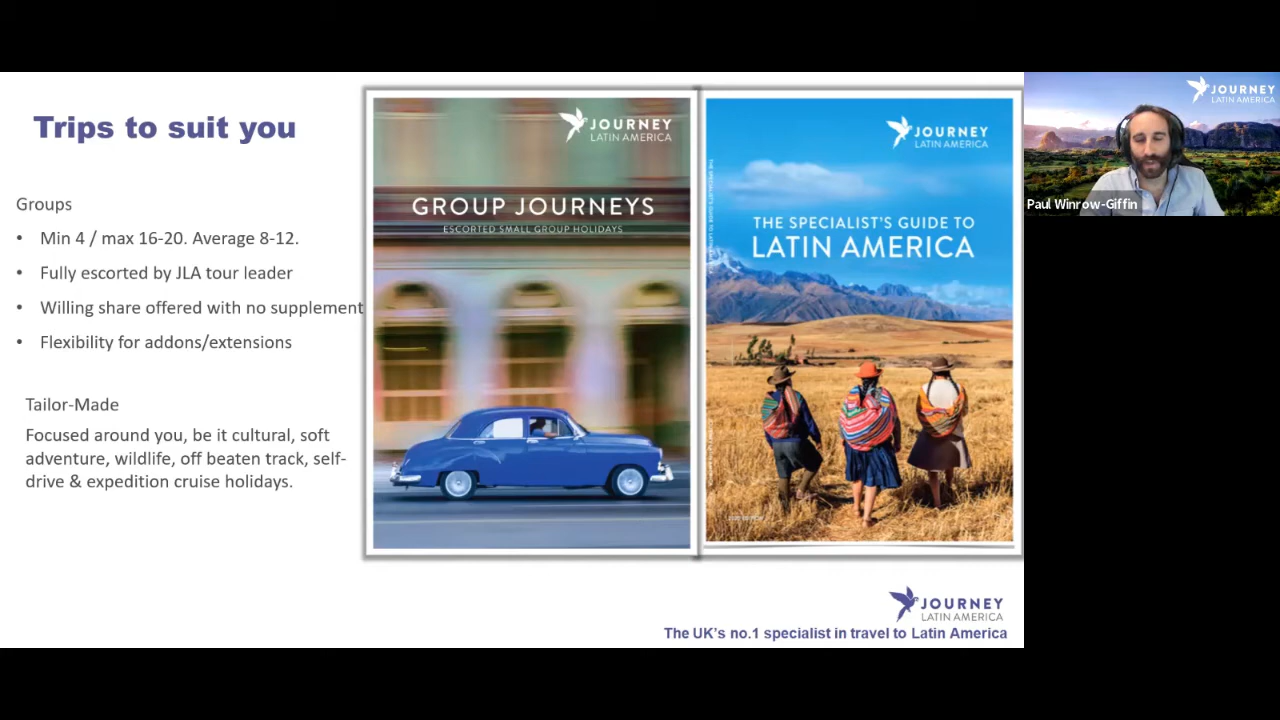 Trips to suit you
Groups
• Min 4 / max 16-20. Average 8-12.
• Fully escorted by JLA tour leader
• Willing share offered with no supplement
• Flexibility for addons/extensions
Tailor-Made
Focused around you, be it cultural, soft
adventure, wildlife, off beaten track, self-
drive & expedition cruise holidays.
JOURNEY
LATIN AMERICA
GROUP JOURNEYS
ESCORTED SMALL GROUP HOLIDAYS
JOURNEY
LATIN AMERICA
THE SPECIALIST'S GUIDE TO
LATIN AMERICA
JOURNEY
LATIN AMERICA
The UK's no.1 specialist in travel to Latin America
JOURNEY
LATIN AMERICA
Paul Winrow-Giffin